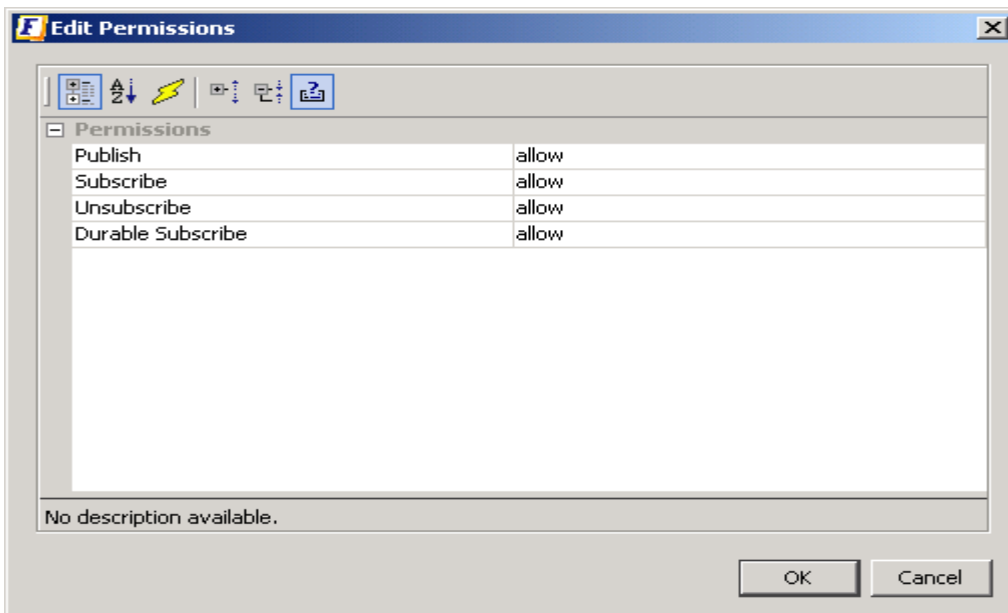 Edit Permissions
Permissions
Publish allow
Subscribe allow
Unsubscribe allow
Durable Subscribe allow
No description available.
OK Cancel